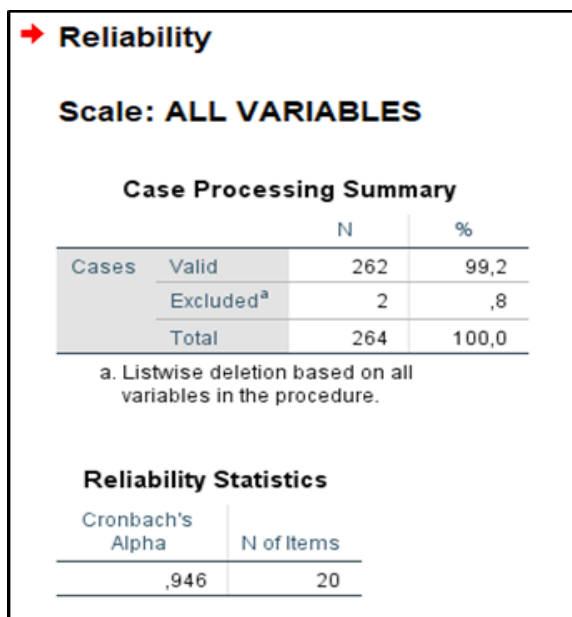 Reliability
Scale: ALL VARIABLES
Case Processing Summary
N %
Cases Valid 262 99,2
Excludedᵃ 2 ,8
Total 264 100,0
a. Listwise deletion based on all
variables in the procedure.
Reliability Statistics
Cronbach's
Alpha N of Items
,946 20